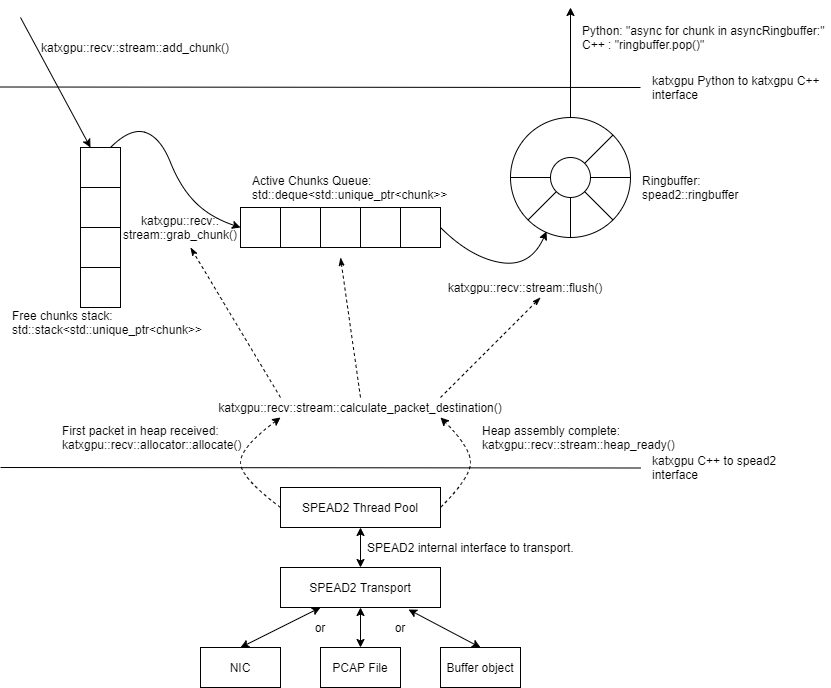 Python: "async for chunk in asyncRingbuffer:"
C++ : "ringbuffer.pop()"
katxgpu::recv::stream::add_chunk()
katxgpu Python to katxgpu C++
interface
Active Chunks Queue:
std::deque<std::unique_ptr<chunk>>
Ringbuffer:
spead2::ringbuffer
katxgpu::recv::
stream::grab_chunk()
katxgpu::recv::stream::flush()
Free chunks stack:
std::stack<std::unique_ptr<chunk>>
katxgpu::recv::stream::calculate_packet_destination()
First packet in heap received:
katxgpu::recv::allocator::allocate()
Heap assembly complete:
katxgpu::recv::stream::heap_ready()
katxgpu C++ to spead2
interface
SPEAD2 Thread Pool
SPEAD2 internal interface to transport.
SPEAD2 Transport
or
or
NIC
PCAP File
Buffer object